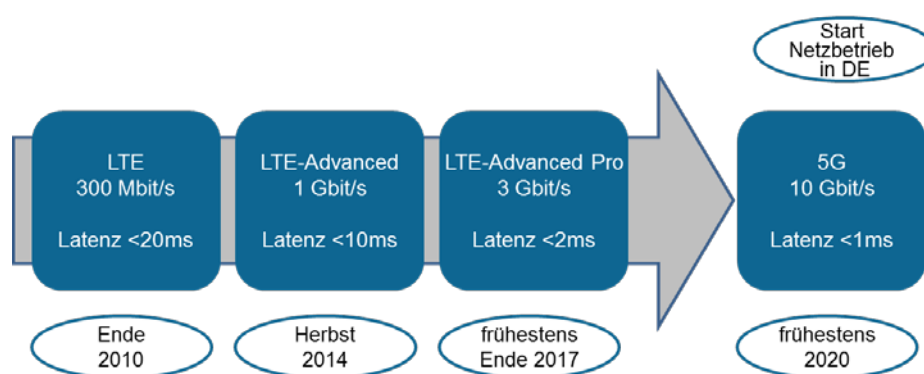 Start
Netzbetrieb
in DE
LTE
300 Mbit/s
Latenz <20ms
LTE-Advanced
1 Gbit/s
Latenz <10ms
LTE-Advanced Pro
3 Gbit/s
Latenz <2ms
5G
10 Gbit/s
Latenz <1ms
Ende
2010
Herbst
2014
frühestens
Ende 2017
frühestens
2020